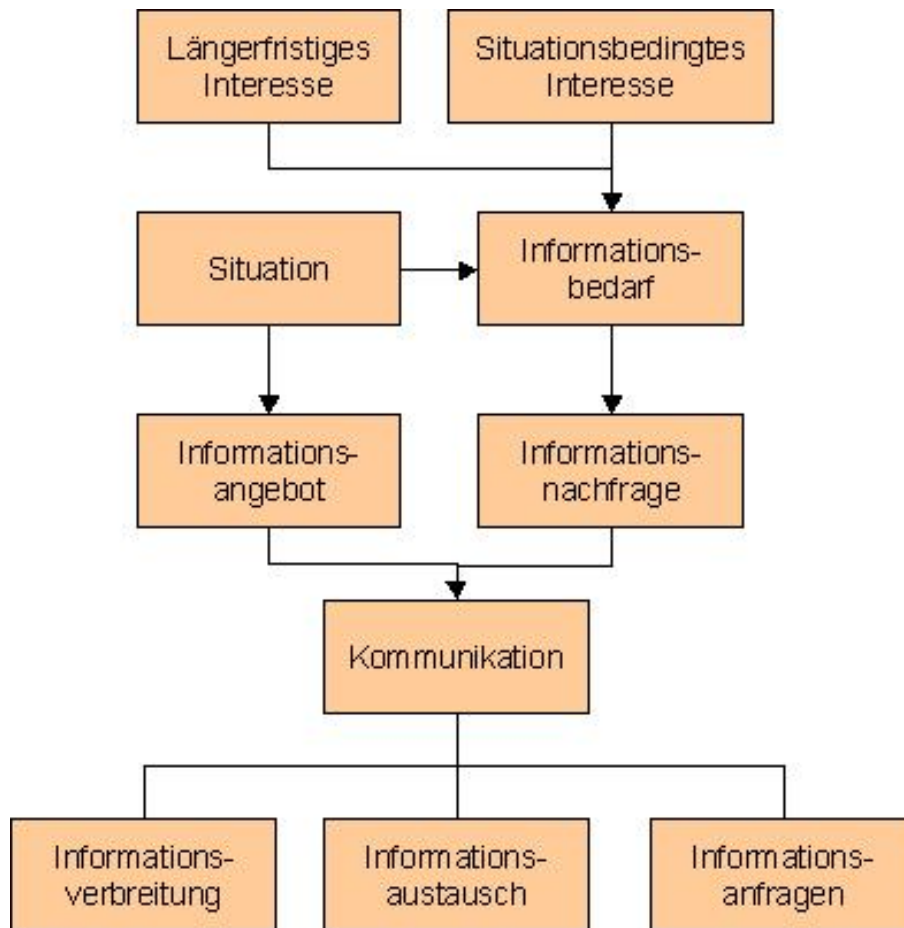 Längerfristiges
Interesse
Situationsbedingtes
Interesse
Situation
Informations-
bedarf
Informations-
angebot
Informations-
nachfrage
Kommunikation
Informations-
verbreitung
Informations-
austausch
Informations-
anfragen